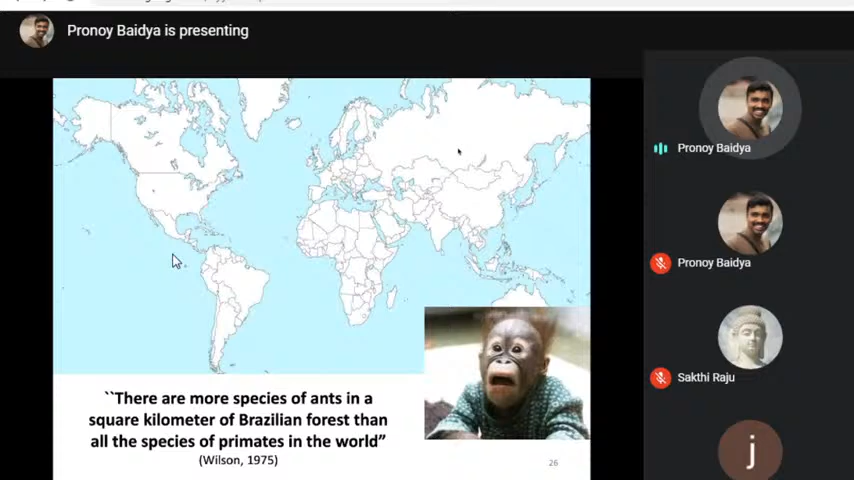 Pronoy Baidya is presenting
Pronoy Baidya
Pronoy Baidya
Sakthi Raju
j
``There are more species of ants in a
square kilometer of Brazilian forest than
all the species of primates in the world”
(Wilson, 1975)
26